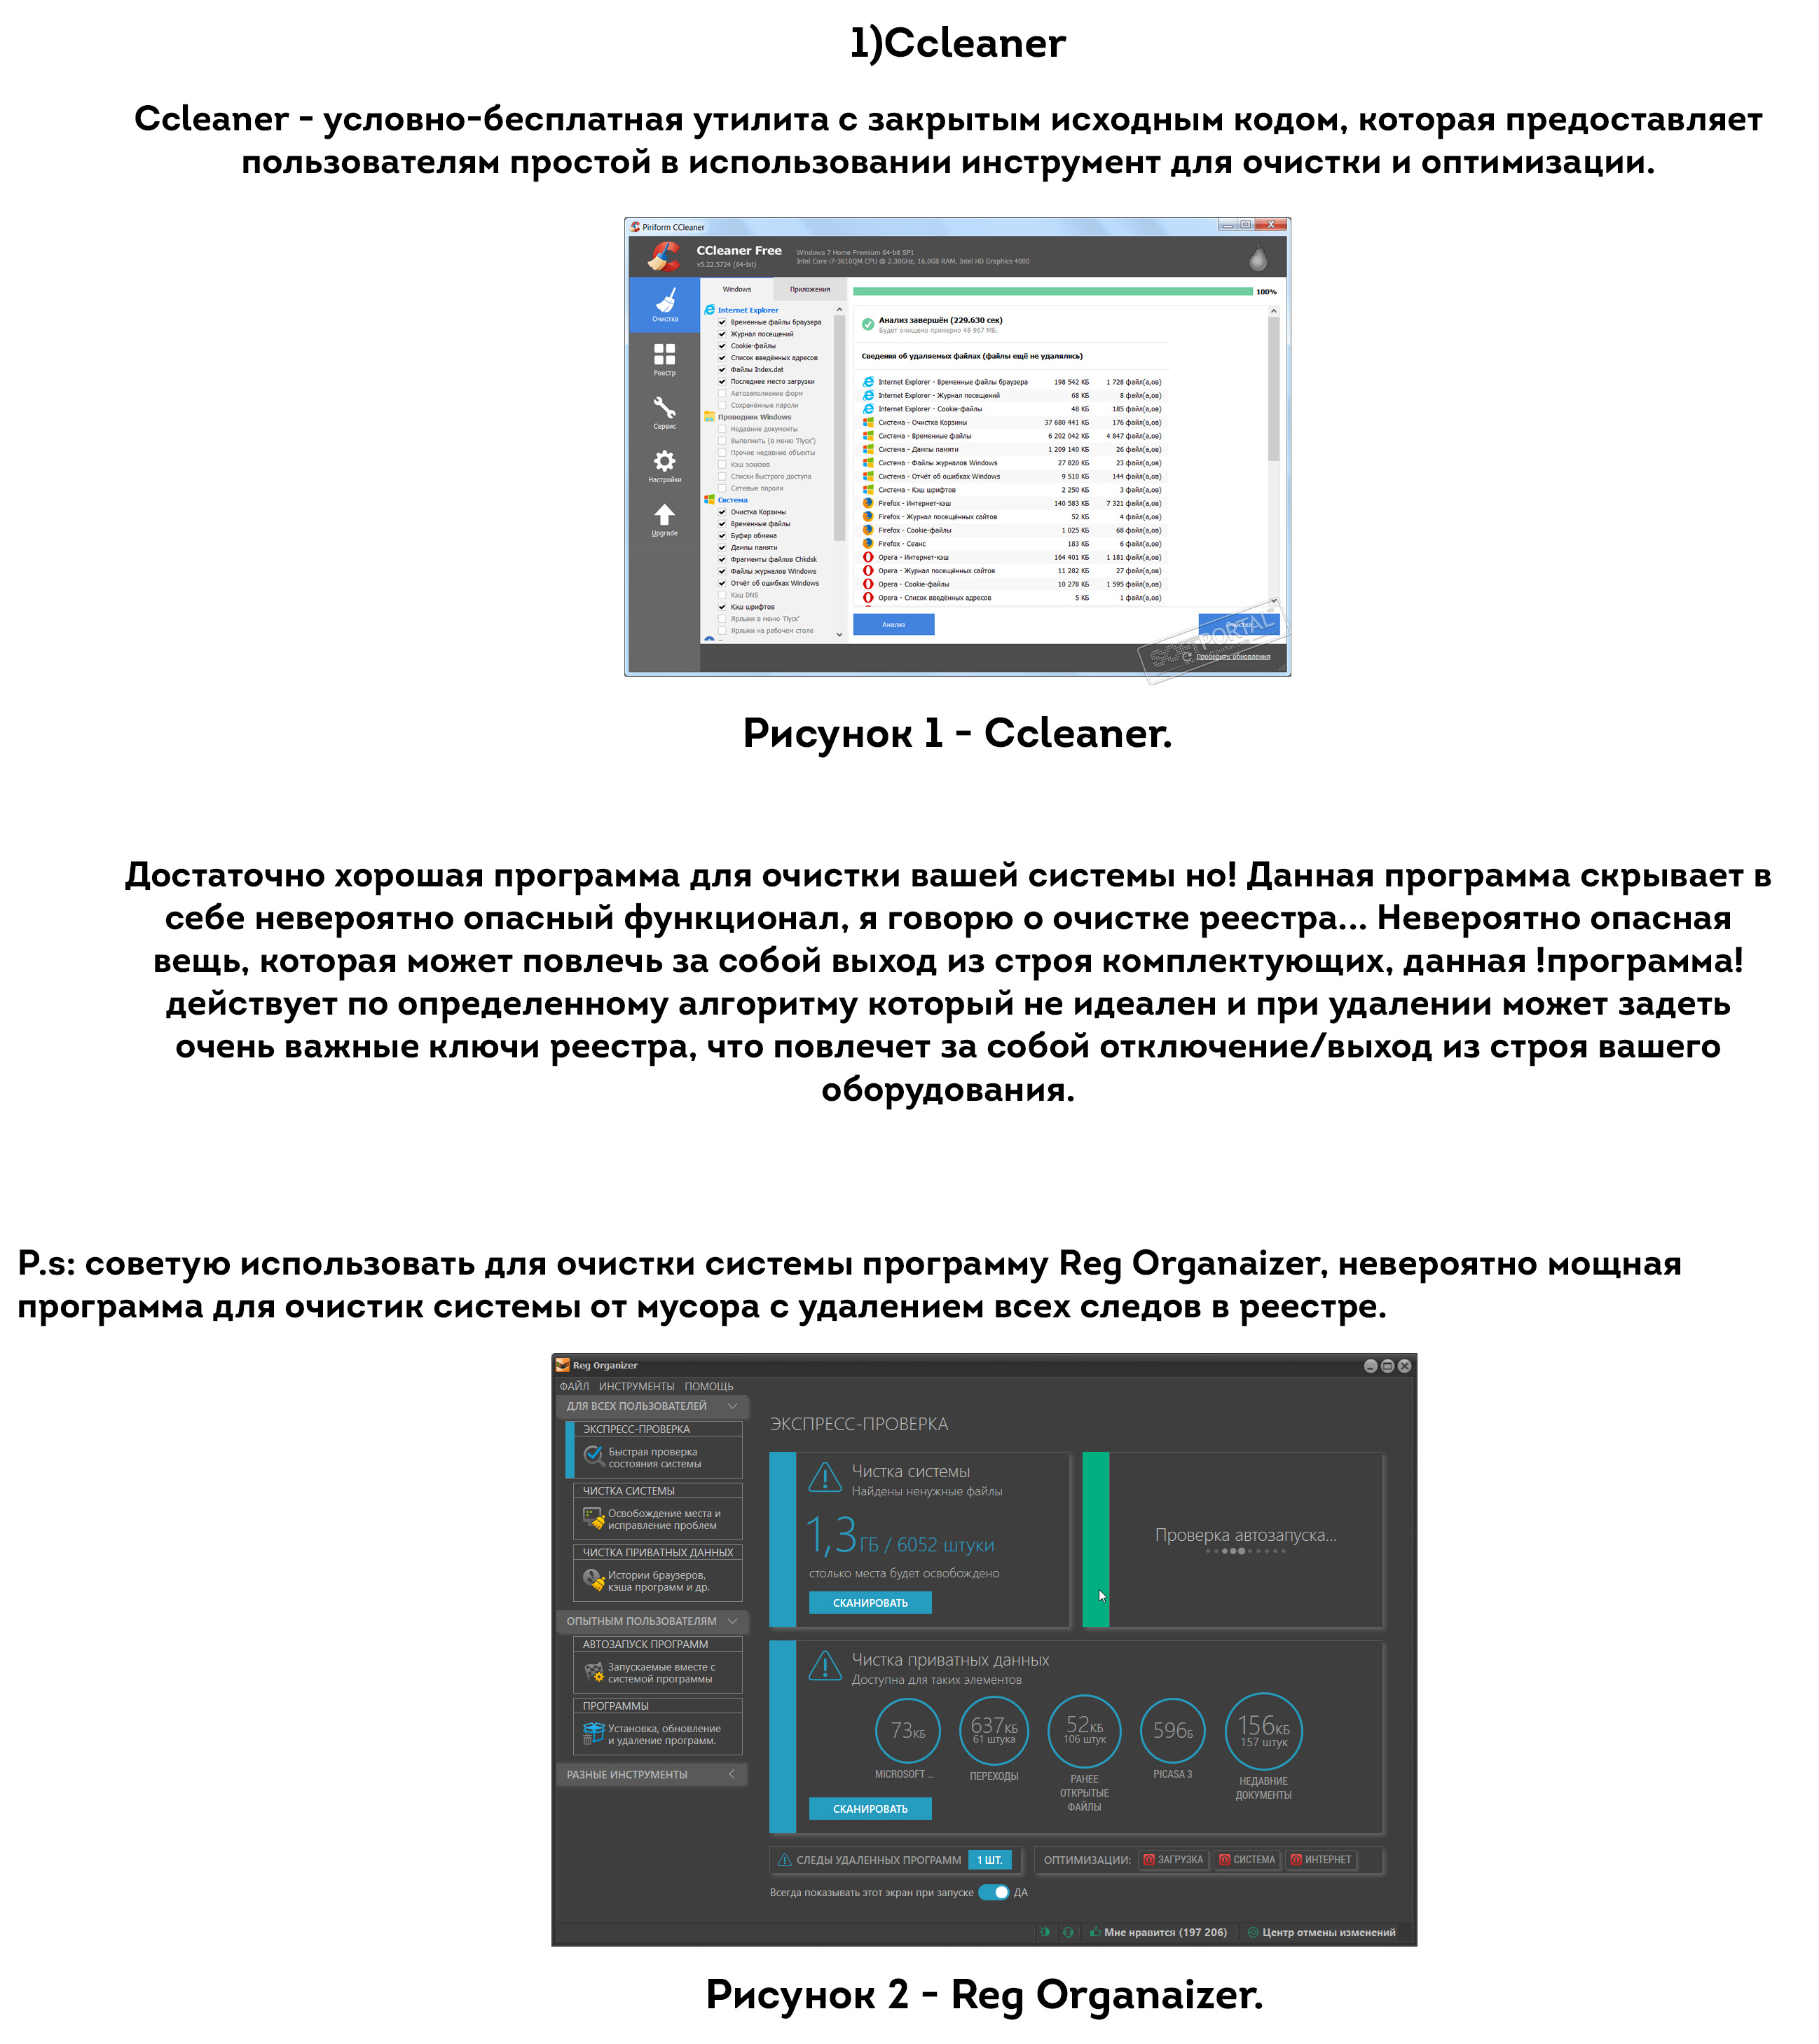 1)Ccleaner
Ccleaner - условно-бесплатная утилита с закрытым исходным кодом, которая предоставляет
пользователям простой в использовании инструмент для очистки и оптимизации.
Piriform CCleaner
CCleaner Free
v5.22.5724 (64-bit)
Windows 7 Home Premium 64-bit SP1
Intel Core i7-3610QM CPU @ 2.30GHz, 16,0GB RAM, Intel HD Graphics 4000
Очистка
Реестр
Сервис
Настройки
Upgrade
Windows
Приложения
Internet Explorer
Временные файлы браузера
Журнал посещений
Cookie-файлы
Список введённых адресов
Файлы Index.dat
Последнее место загрузки
Автозаполнение форм
Сохранённые пароли
Проводник Windows
Недавние документы
Выполнить (в меню 'Пуск')
Прочие недавние объекты
Кэш эскизов
Списки быстрого доступа
Сетевые пароли
Система
Очистка Корзины
Временные файлы
Буфер обмена
Дампы памяти
Фрагменты файлов Chkdsk
Файлы журналов Windows
Отчёт об ошибках Windows
Кэш DNS
Кэш шрифтов
Ярлыки в меню 'Пуск'
Ярлыки на рабочем столе
100%
Анализ завершён (229.630 сек)
Будет очищено примерно 48 967 МБ.
Сведения об удаляемых файлах (файлы ещё не удалялись)
Internet Explorer - Временные файлы браузера 198 542 КБ 1 728 файл(а,ов)
Internet Explorer - Журнал посещений 68 КБ 8 файл(а,ов)
Internet Explorer - Cookie-файлы 48 КБ 185 файл(а,ов)
Система - Очистка Корзины 37 680 441 КБ 176 файл(а,ов)
Система - Временные файлы 6 202 042 КБ 4 847 файл(а,ов)
Система - Дампы памяти 1 209 140 КБ 26 файл(а,ов)
Система - Файлы журналов Windows 27 820 КБ 23 файл(а,ов)
Система - Отчёт об ошибках Windows 9 510 КБ 144 файл(а,ов)
Система - Кэш шрифтов 2 250 КБ 3 файл(а,ов)
Firefox - Интернет-кэш 140 583 КБ 7 321 файл(а,ов)
Firefox - Журнал посещённых сайтов 52 КБ 4 файл(а,ов)
Firefox - Cookie-файлы 1 025 КБ 68 файл(а,ов)
Firefox - Сеанс 183 КБ 6 файл(а,ов)
Opera - Интернет-кэш 164 401 КБ 1 181 файл(а,ов)
Opera - Журнал посещённых сайтов 11 282 КБ 27 файл(а,ов)
Opera - Cookie-файлы 10 278 КБ 1 595 файл(а,ов)
Opera - Список введённых адресов 5 КБ 1 файл(а,ов)
Анализ
Очистка
SOFTPORTAL
Проверить обновления
Рисунок 1 - Ccleaner.
Достаточно хорошая программа для очистки вашей системы но! Данная программа скрывает в
себе невероятно опасный функционал, я говорю о очистке реестра... Невероятно опасная
вещь, которая может повлечь за собой выход из строя комплектующих, данная !программа!
действует по определенному алгоритму который не идеален и при удалении может задеть
очень важные ключи реестра, что повлечет за собой отключение/выход из строя вашего
оборудования.
P.s: советую использовать для очистки системы программу Reg Organaizer, невероятно мощная
программа для очистик системы от мусора с удалением всех следов в реестре.
Reg Organizer
ФАЙЛ ИНСТРУМЕНТЫ ПОМОЩЬ
ДЛЯ ВСЕХ ПОЛЬЗОВАТЕЛЕЙ
ЭКСПРЕСС-ПРОВЕРКА
Быстрая проверка
состояния системы
ЧИСТКА СИСТЕМЫ
Освобождение места и
исправление проблем
ЧИСТКА ПРИВАТНЫХ ДАННЫХ
Истории браузеров,
кэша программ и др.
ОПЫТНЫМ ПОЛЬЗОВАТЕЛЯМ
АВТОЗАПУСК ПРОГРАММ
Запускаемые вместе с
системой программы
ПРОГРАММЫ
Установка, обновление
и удаление программ.
РАЗНЫЕ ИНСТРУМЕНТЫ
ЭКСПРЕСС-ПРОВЕРКА
Чистка системы
Найдены ненужные файлы
1,3 ГБ / 6052 штуки
столько места будет освобождено
СКАНИРОВАТЬ
Проверка автозапуска...
Чистка приватных данных
Доступна для таких элементов
73КБ
MICROSOFT ...
637КБ
61 штука
ПЕРЕХОДЫ
52КБ
106 штук
РАНЕЕ
ОТКРЫТЫЕ
ФАЙЛЫ
596Б
PICASA 3
156КБ
157 штук
НЕДАВНИЕ
ДОКУМЕНТЫ
СКАНИРОВАТЬ
СЛЕДЫ УДАЛЕННЫХ ПРОГРАММ 1 ШТ.
ОПТИМИЗАЦИИ: ЗАГРУЗКА СИСТЕМА ИНТЕРНЕТ
Всегда показывать этот экран при запуске ДА
Мне нравится (197 206) Центр отмены изменений
Рисунок 2 - Reg Organaizer.